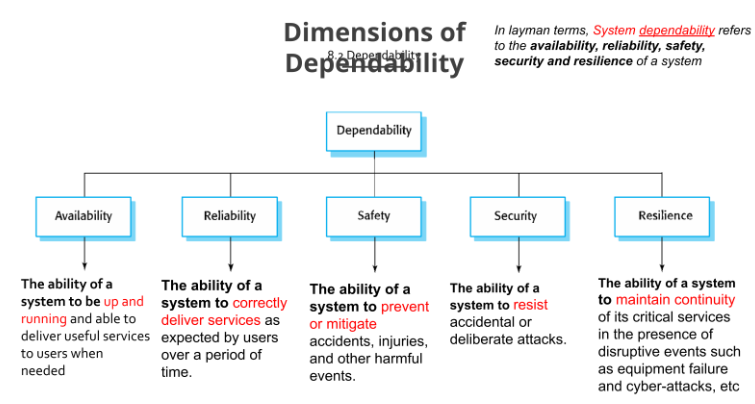 Dimensions of
Dependability
8.2 Dependability
In layman terms, System dependability refers
to the availability, reliability, safety,
security and resilience of a system
Dependability
Availability
Reliability
Safety
Security
Resilience
The ability of a
system to be up and
running and able to
deliver useful services
to users when
needed
The ability of a
system to correctly
deliver services as
expected by users
over a period of
time.
The ability of a
system to prevent
or mitigate
accidents, injuries,
and other harmful
events.
The ability of a
system to resist
accidental or
deliberate attacks.
The ability of a system
to maintain continuity
of its critical services
in the presence of
disruptive events such
as equipment failure
and cyber-attacks, etc